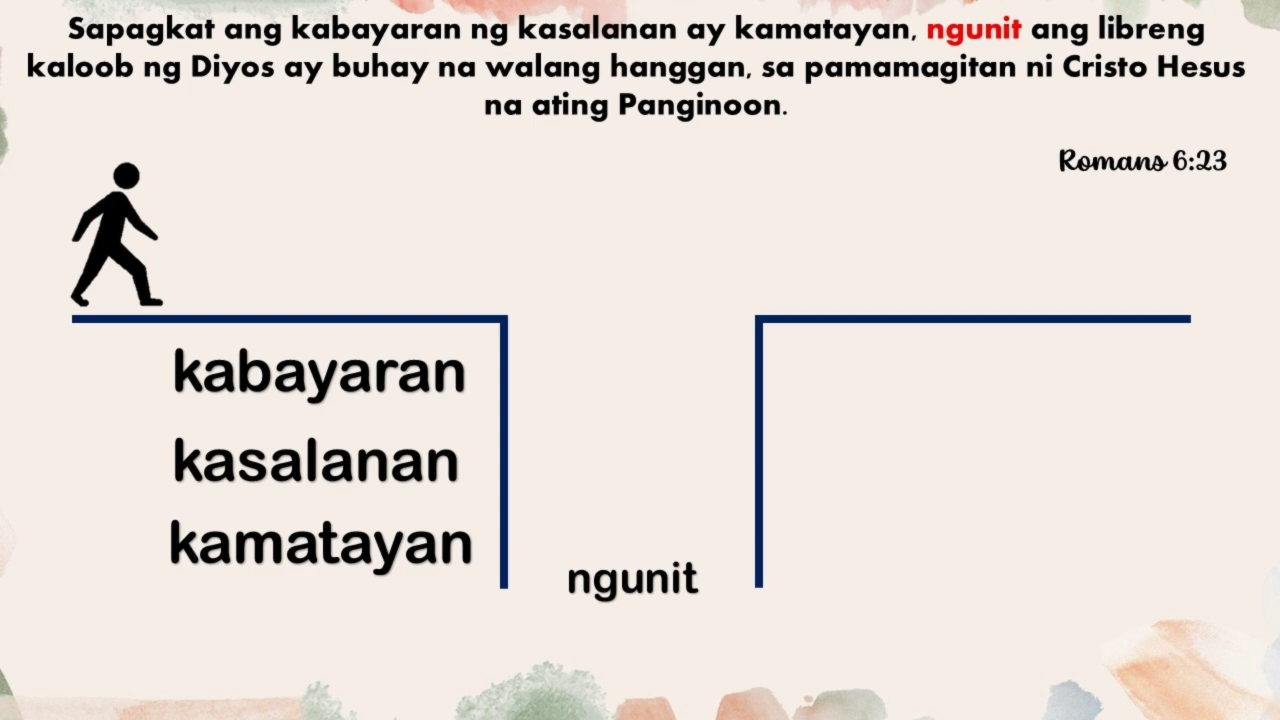 Sapagkat ang kabayaran ng kasalanan ay kamatayan, ngunit ang libreng
kaloob ng Diyos ay buhay na walang hanggan, sa pamamagitan ni Cristo Hesus
na ating Panginoon.
Romans 6:23
kabayaran
kasalanan
kamatayan
ngunit